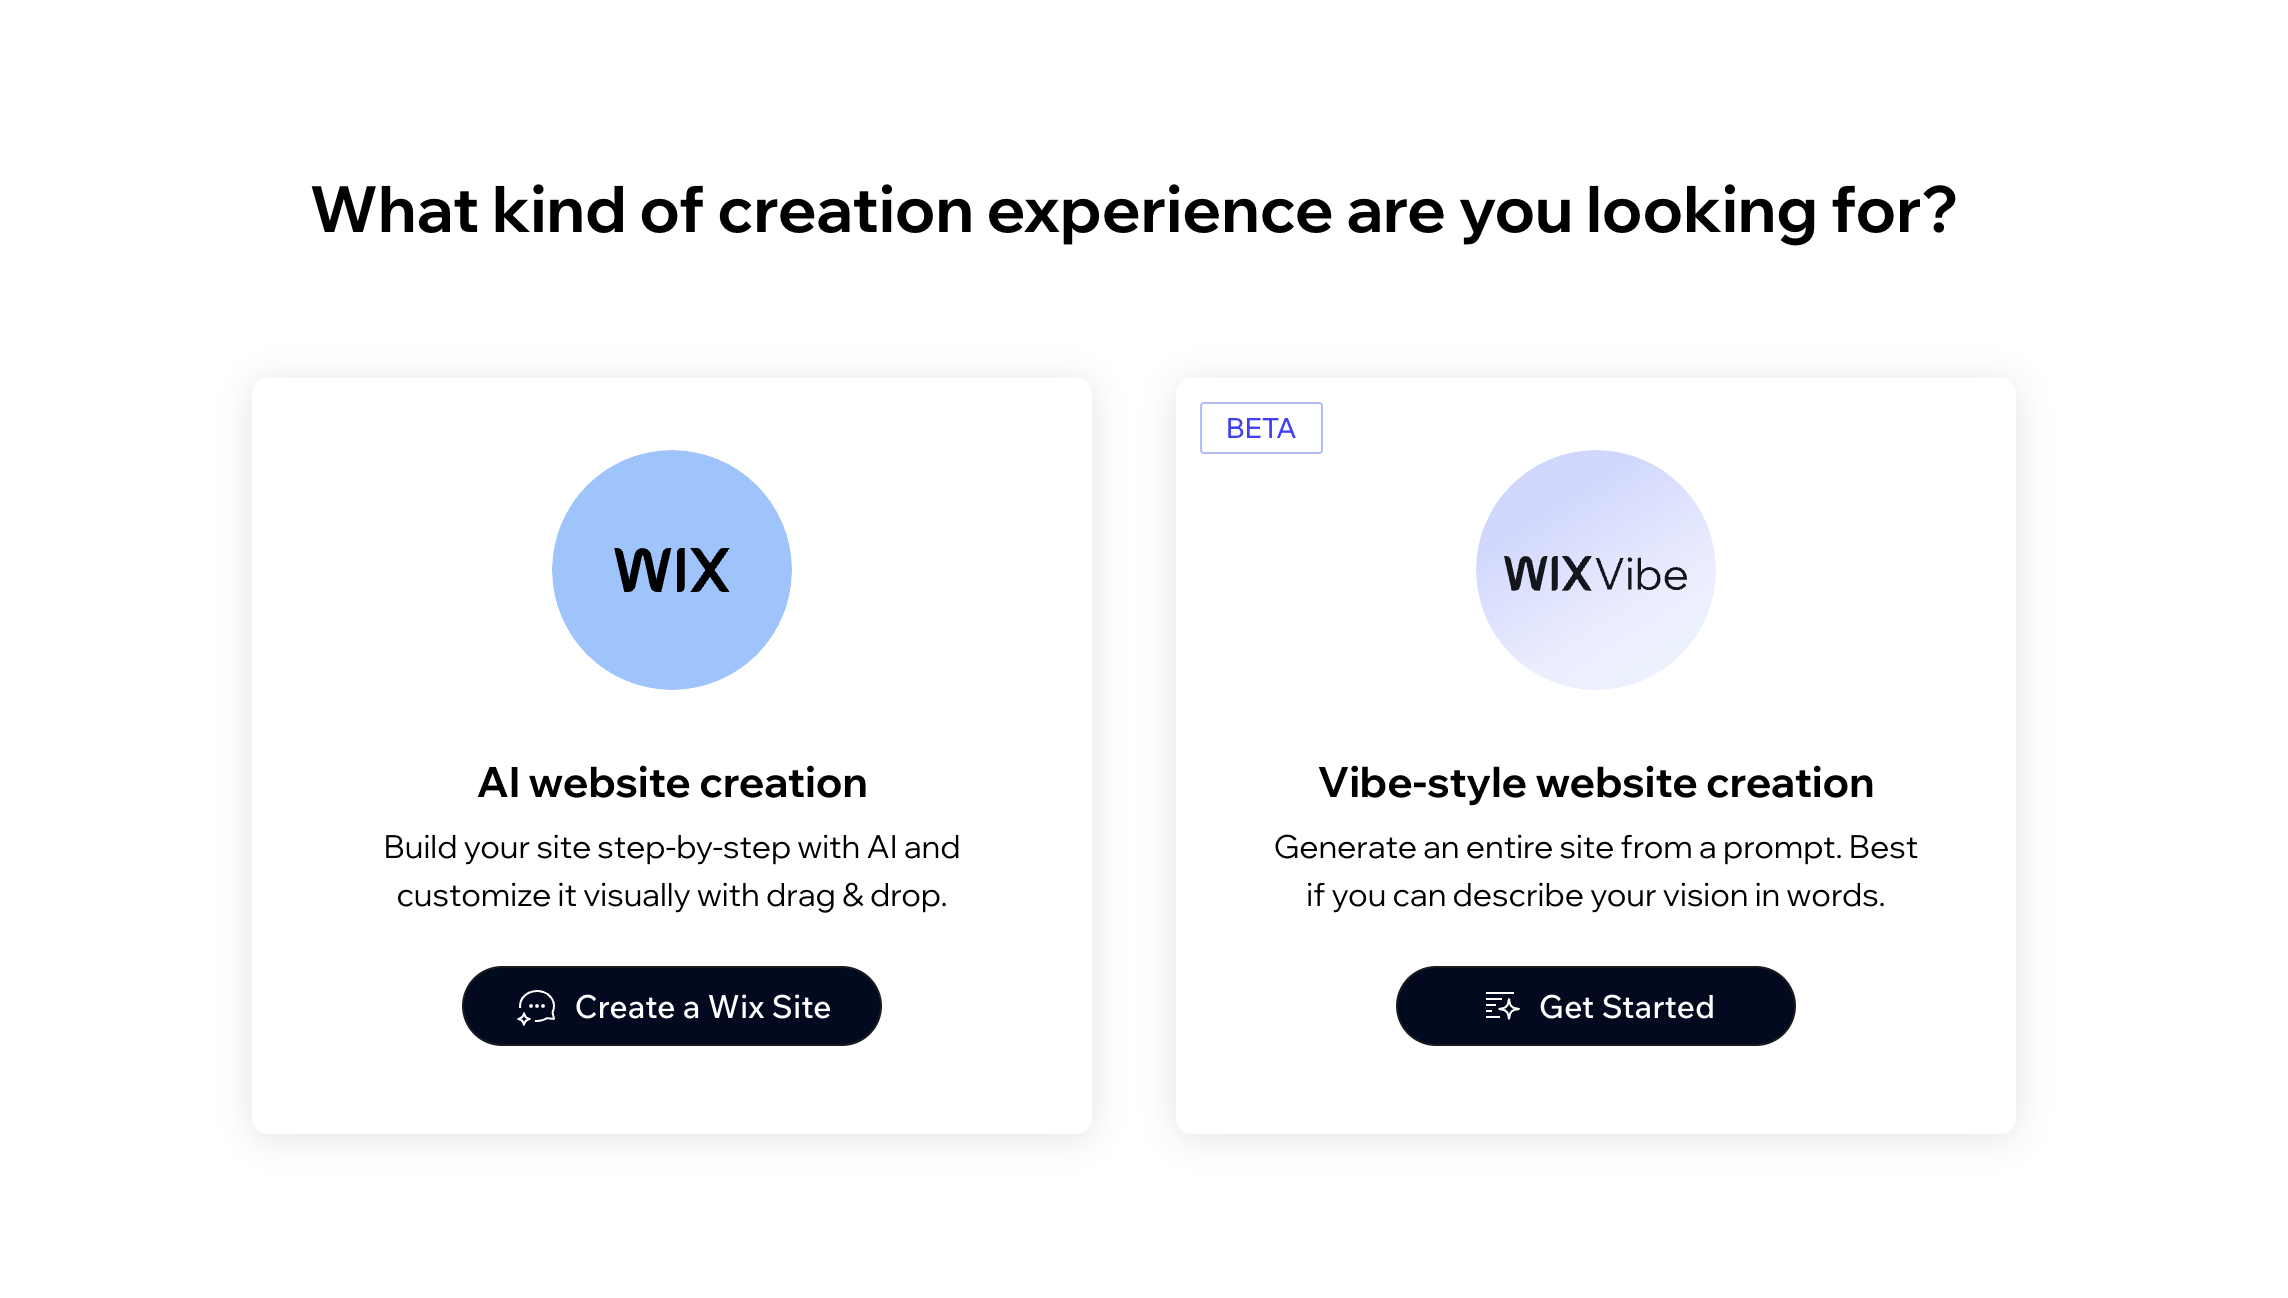 What kind of creation experience are you looking for?
WIX
AI website creation
Build your site step-by-step with AI and
customize it visually with drag & drop.
Create a Wix Site
BETA
WIX Vibe
Vibe-style website creation
Generate an entire site from a prompt. Best
if you can describe your vision in words.
Get Started